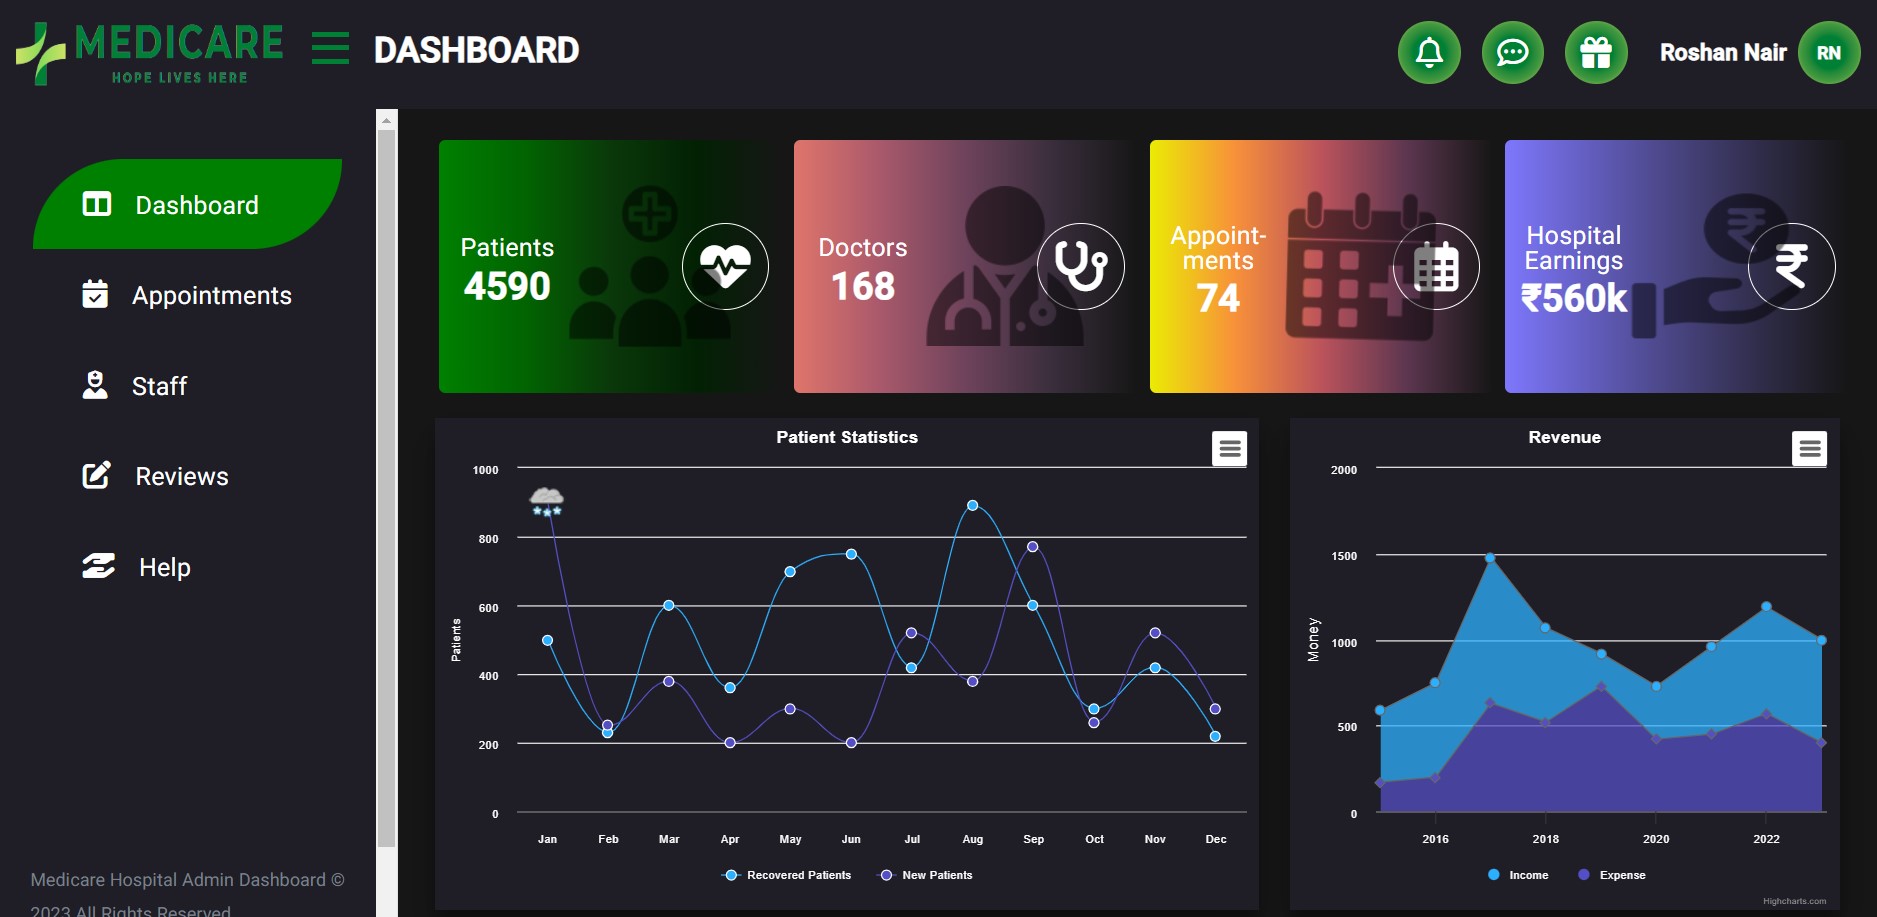 MEDICARE
HOPE LIVES HERE
DASHBOARD
Roshan Nair
RN
Dashboard
Appointments
Staff
Reviews
Help
Medicare Hospital Admin Dashboard ©
2023 All Rights Reserved
Patients
4590
Doctors
168
Appoint-
ments
74
Hospital
Earnings
₹560k
Patient Statistics
Patients
1000
800
600
400
200
0
Jan Feb Mar Apr May Jun Jul Aug Sep Oct Nov Dec
Recovered Patients New Patients
Revenue
Money
2000
1500
1000
500
0
2016 2018 2020 2022
Income Expense
Highcharts.com